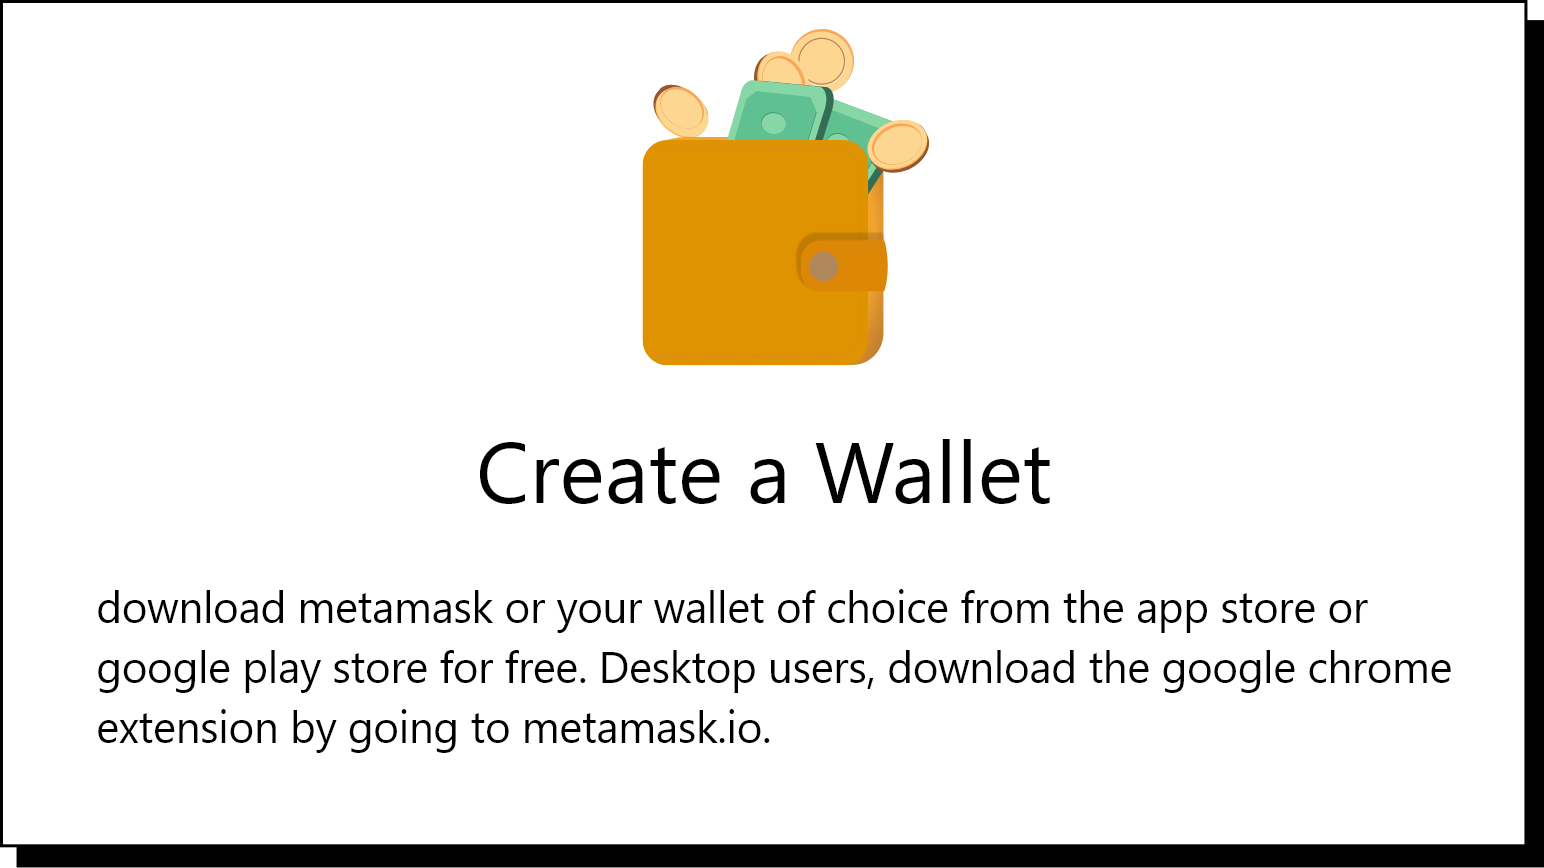 Create a Wallet
download metamask or your wallet of choice from the app store or
google play store for free. Desktop users, download the google chrome
extension by going to metamask.io.